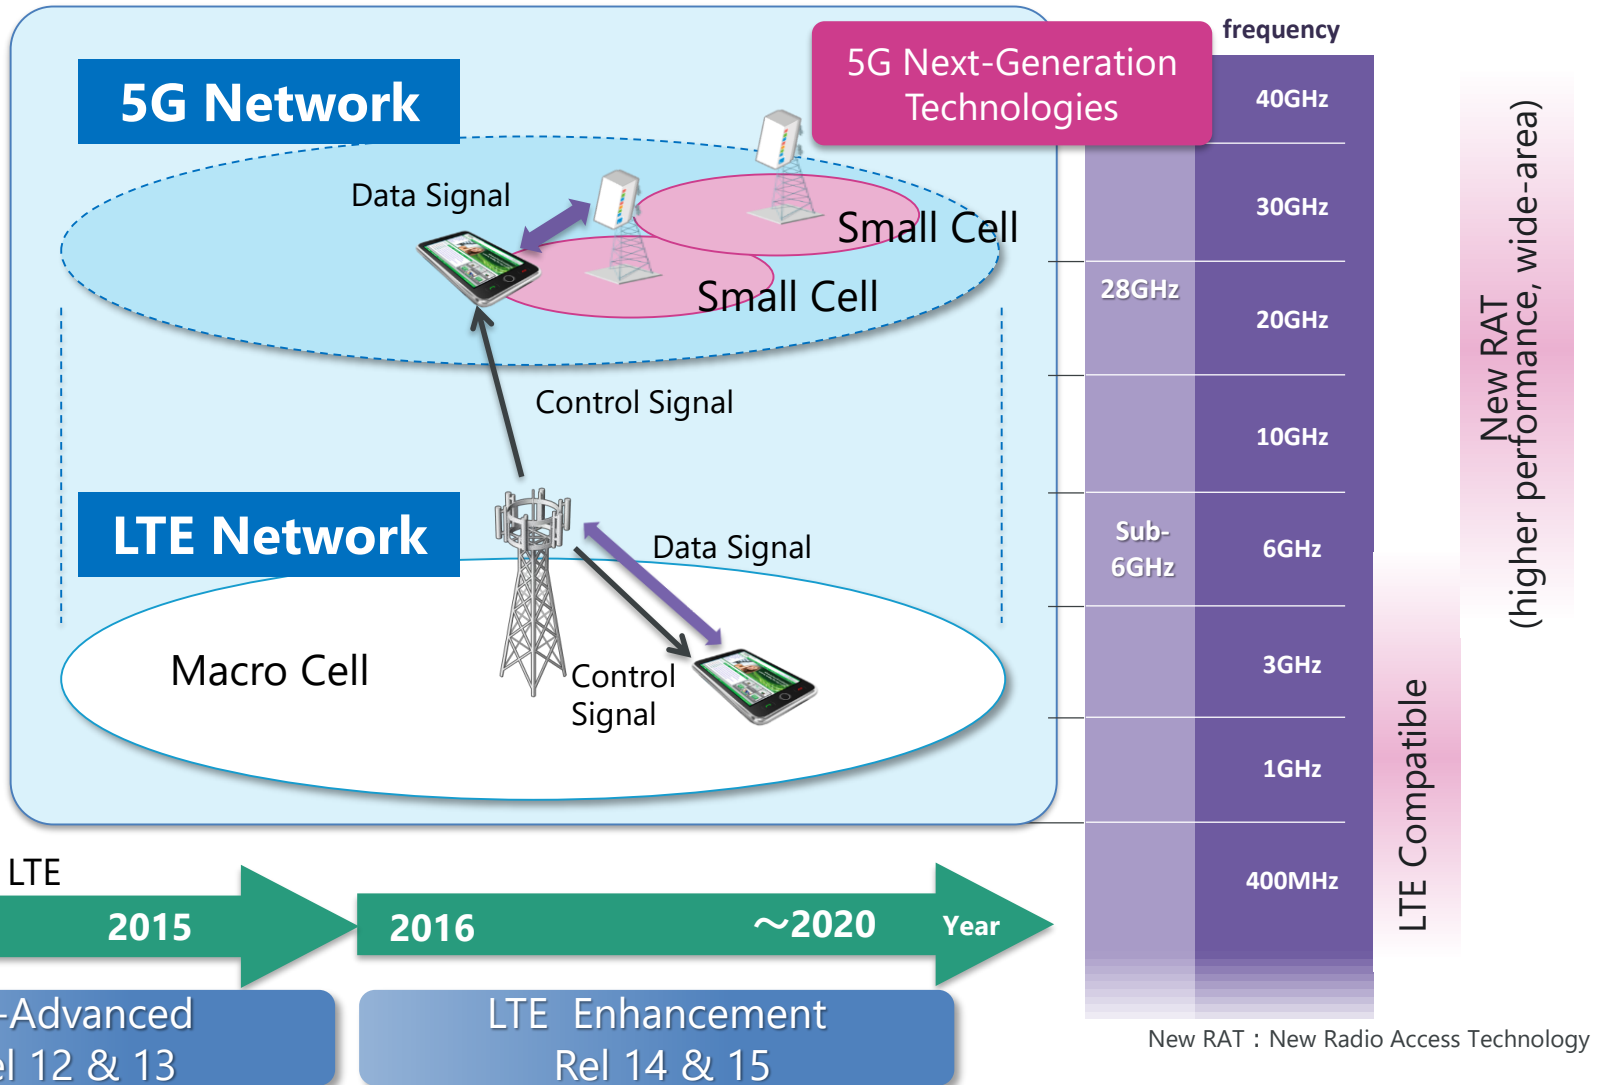 frequency
5G Next-Generation
Technologies
5G Network
Data Signal
Small Cell
Small Cell
Control Signal
LTE Network
Data Signal
Macro Cell
Control
Signal
40GHz
30GHz
28GHz
20GHz
10GHz
Sub-
6GHz
6GHz
3GHz
1GHz
400MHz
New RAT
(higher performance, wide-area)
LTE Compatible
LTE
2015
2016
～2020
Year
-Advanced
el 12 & 13
LTE Enhancement
Rel 14 & 15
New RAT：New Radio Access Technology